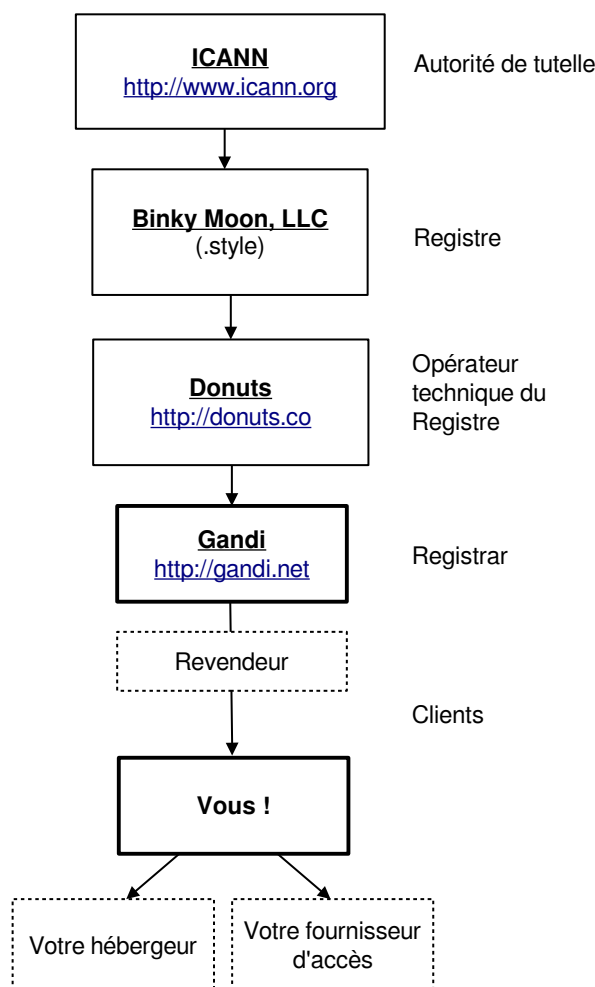 ICANN
http://www.icann.org
Autorité de tutelle
Binky Moon, LLC
(.style)
Registre
Donuts
http://donuts.co
Opérateur
technique du
Registre
Gandi
http://gandi.net
Registrar
Revendeur
Clients
Vous !
Votre hébergeur
Votre fournisseur
d'accès